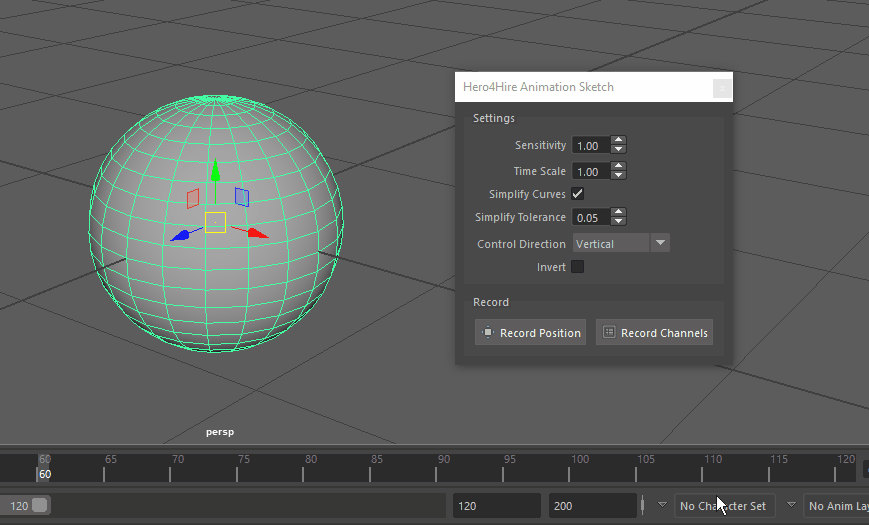 Hero4Hire Animation Sketch
Settings
Sensitivity 1.00
Time Scale 1.00
Simplify Curves
Simplify Tolerance 0.05
Control Direction Vertical
Invert
Record
Record Position Record Channels
persp
60 65 70 75 80 85 90 95 100 105 110 115 120
60
120 120 200 No Character Set No Anim Lay